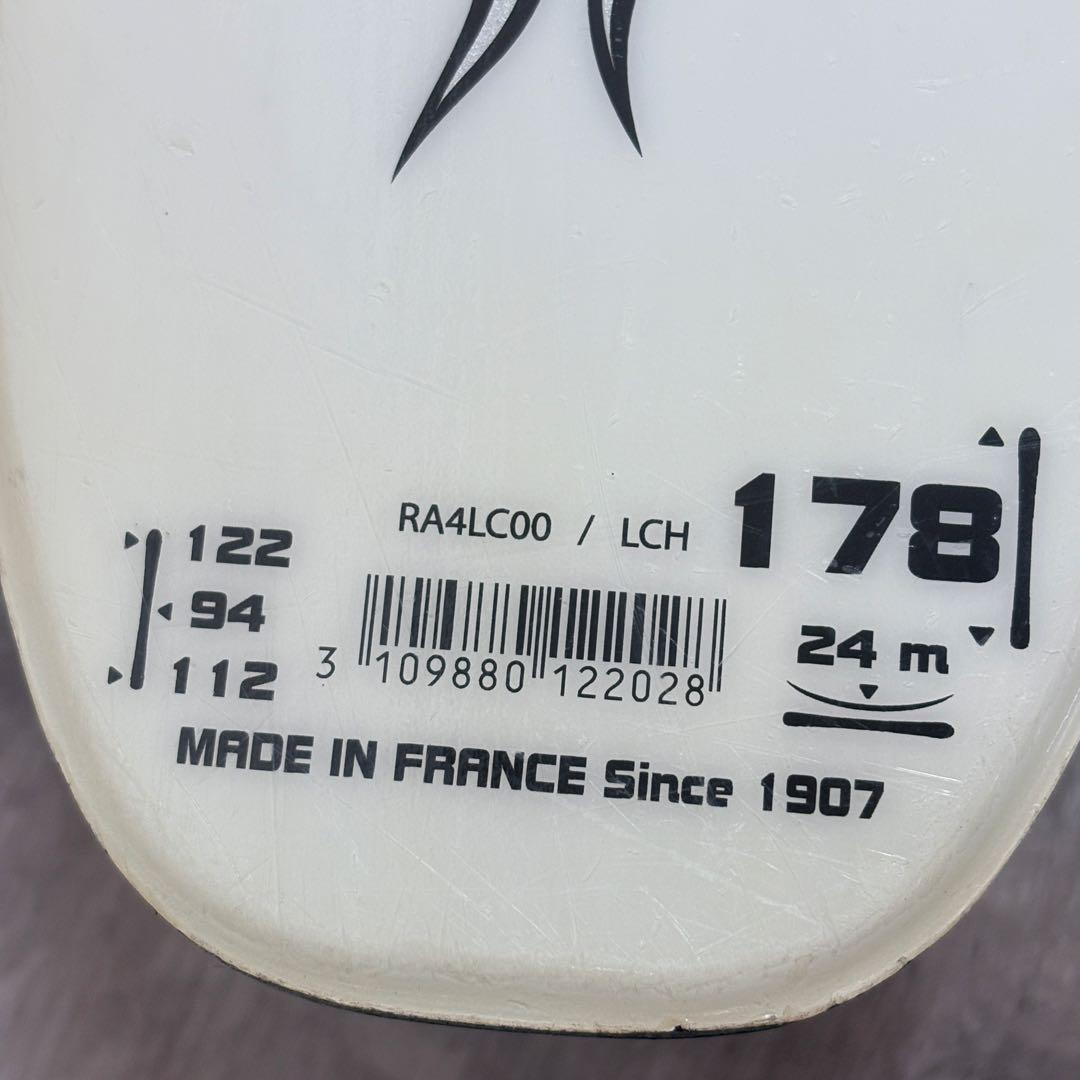 RA4LC00 / LCH
178
122
94
112
3 109880 122028
24 m
MADE IN FRANCE Since 1907